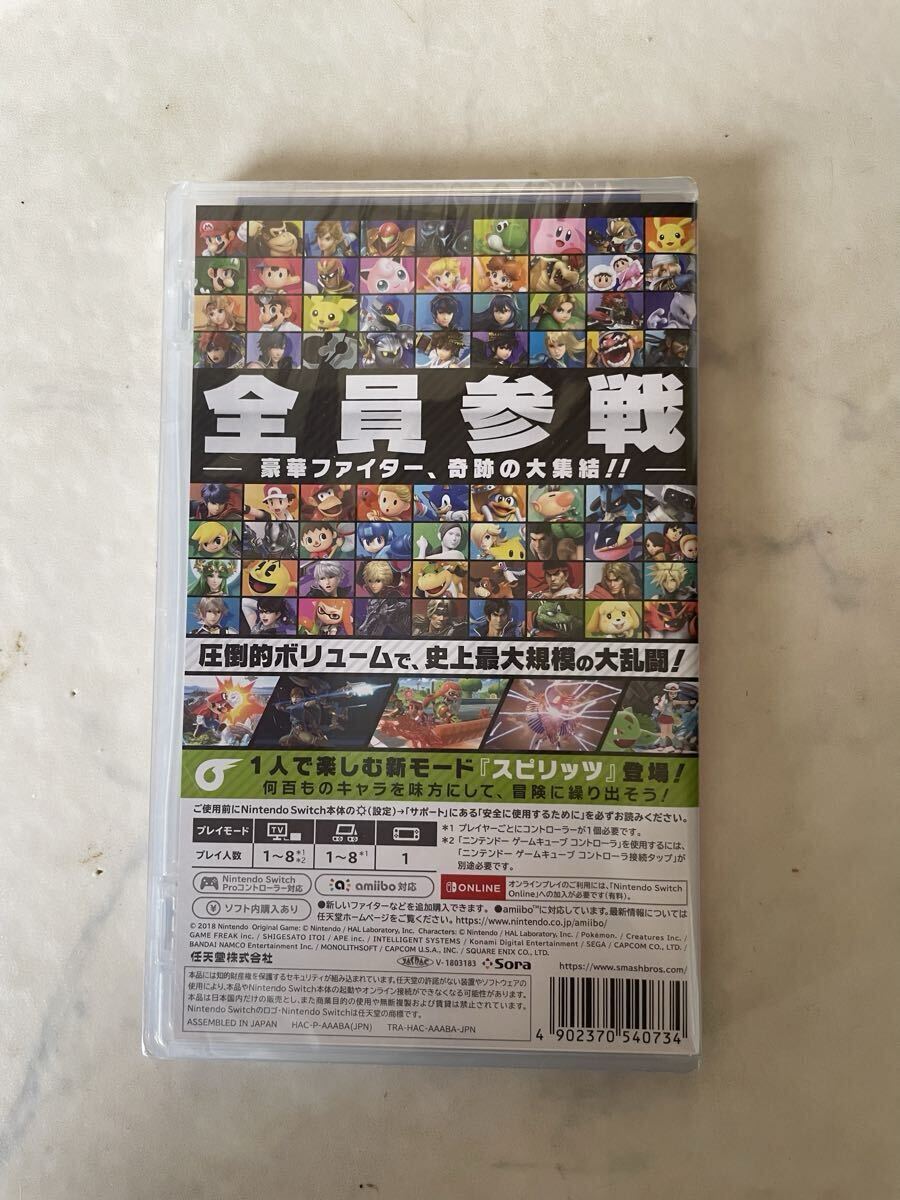 全員参戦
豪華ファイター、奇跡の大集結!!
圧倒的ボリュームで、史上最大規模の大乱闘!
1人で楽しむ新モード『スピリッツ』登場!
何百ものキャラを味方にして、冒険に繰り出そう!
ご使用前にNintendo Switch本体の(設定)→「サポート」にある「安全に使用するために」を必ずお読みください。
プレイモード TV
プレイ人数 1～8*1*2 1～8*1 1
*1 プレイヤーごとにコントローラーが1個必要です。
*2 「ニンテンドー ゲームキューブ コントローラ」を使用するには、
「ニンテンドー ゲームキューブ コントローラ接続タップ」が
別途必要です。
Nintendo Switch
Proコントローラー対応
amiibo 対応
ONLINE
オンラインプレイのご利用には、「Nintendo Switch
Online」への加入が必要です(有料)。
¥ ソフト内購入あり
●新しいファイターなどを追加購入できます。 ●amiibo™に対応しています。最新情報については
任天堂ホームページをご覧ください。https://www.nintendo.co.jp/amiibo/
© 2018 Nintendo Original Game: © Nintendo / HAL Laboratory, Inc. Characters: © Nintendo / HAL Laboratory, Inc. / Pokémon. / Creatures Inc. /
GAME FREAK inc. / SHIGESATO ITOI / APE inc. / INTELLIGENT SYSTEMS / Konami Digital Entertainment / SEGA / CAPCOM CO., LTD. /
BANDAI NAMCO Entertainment Inc. / MONOLITHSOFT / CAPCOM U.S.A., INC. / SQUARE ENIX CO., LTD.
任天堂株式会社
V-1803183
Sora
https://www.smashbros.com/
本品には知的財産権を保護するセキュリティが組み込まれています。任天堂の許諾がない装置やソフトウェアの
使用により、本品やNintendo Switch本体の起動やオンライン接続ができなくなる可能性があります。
本品は日本国内だけの販売とし、また商業目的の使用や無断複製および賃貸は禁止されています。
Nintendo Switchのロゴ・Nintendo Switchは任天堂の商標です。
ASSEMBLED IN JAPAN HAC-P-AAABA(JPN) TRA-HAC-AAABA-JPN
4 902370 540734